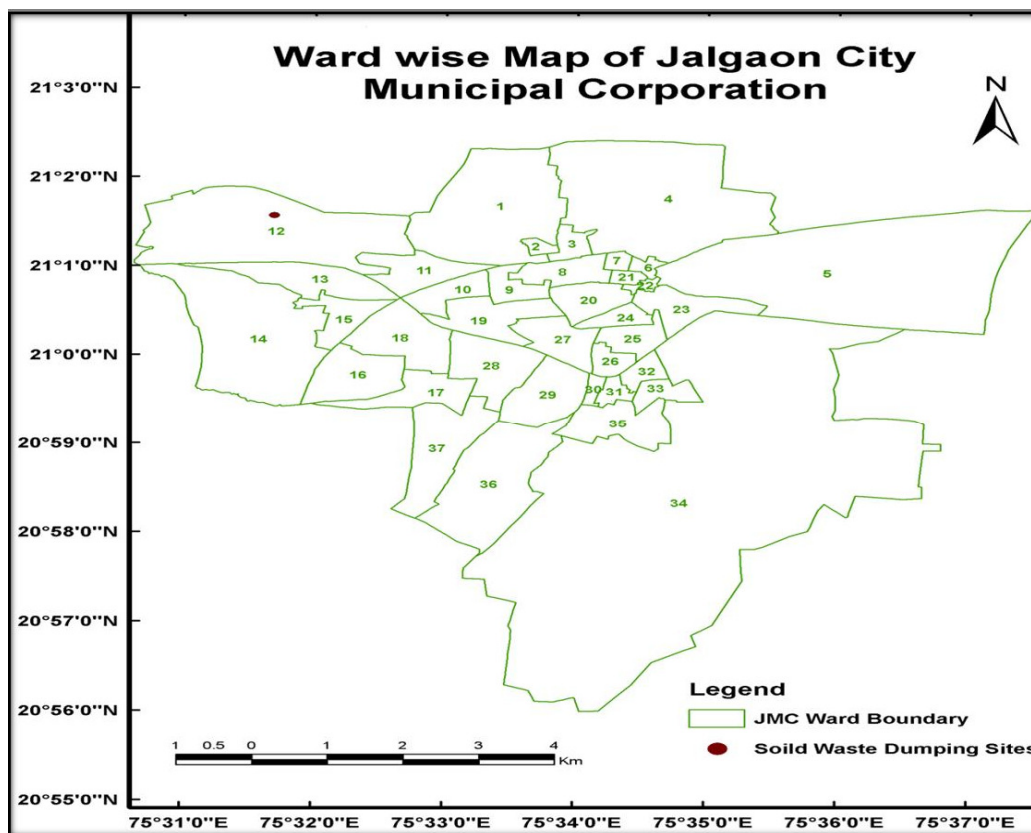 Ward wise Map of Jalgaon City
Municipal Corporation
N
21°3'0"N
21°2'0"N
21°1'0"N
21°0'0"N
20°59'0"N
20°58'0"N
20°57'0"N
20°56'0"N
20°55'0"N
1
4
12
2
3
7
6
5
11
8
21
22
13
10
9
20
23
15
19
24
14
18
27
25
16
28
26
32
17
29
30
31
33
35
37
36
34
Legend
JMC Ward Boundary
Soild Waste Dumping Sites
1 0.5 0 1 2 3 4
Km
75°31'0"E 75°32'0"E 75°33'0"E 75°34'0"E 75°35'0"E 75°36'0"E 75°37'0"E